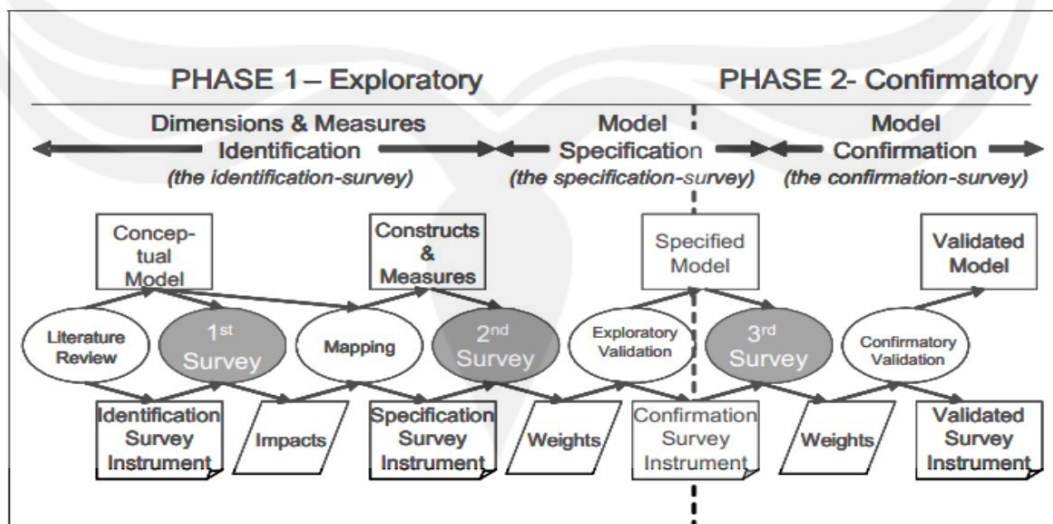 PHASE 1 – Exploratory
PHASE 2- Confirmatory
Dimensions & Measures
Identification
(the identification-survey)
Model
Specification
(the specification-survey)
Model
Confirmation
(the confirmation-survey)
Concep-
tual
Model
Constructs
&
Measures
Specified
Model
Validated
Model
Literature
Review
1st
Survey
Mapping
2nd
Survey
Exploratory
Validation
3rd
Survey
Confirmatory
Validation
Identification
Survey
Instrument
Impacts
Specification
Survey
Instrument
Weights
Confirmation
Survey
Instrument
Weights
Validated
Survey
Instrument